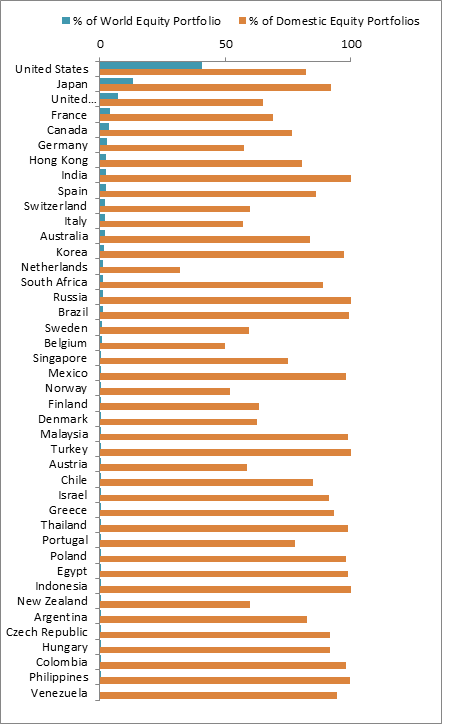 % of World Equity Portfolio % of Domestic Equity Portfolios
0 50 100
United States
Japan
United...
France
Canada
Germany
Hong Kong
India
Spain
Switzerland
Italy
Australia
Korea
Netherlands
South Africa
Russia
Brazil
Sweden
Belgium
Singapore
Mexico
Norway
Finland
Denmark
Malaysia
Turkey
Austria
Chile
Israel
Greece
Thailand
Portugal
Poland
Egypt
Indonesia
New Zealand
Argentina
Czech Republic
Hungary
Colombia
Philippines
Venezuela